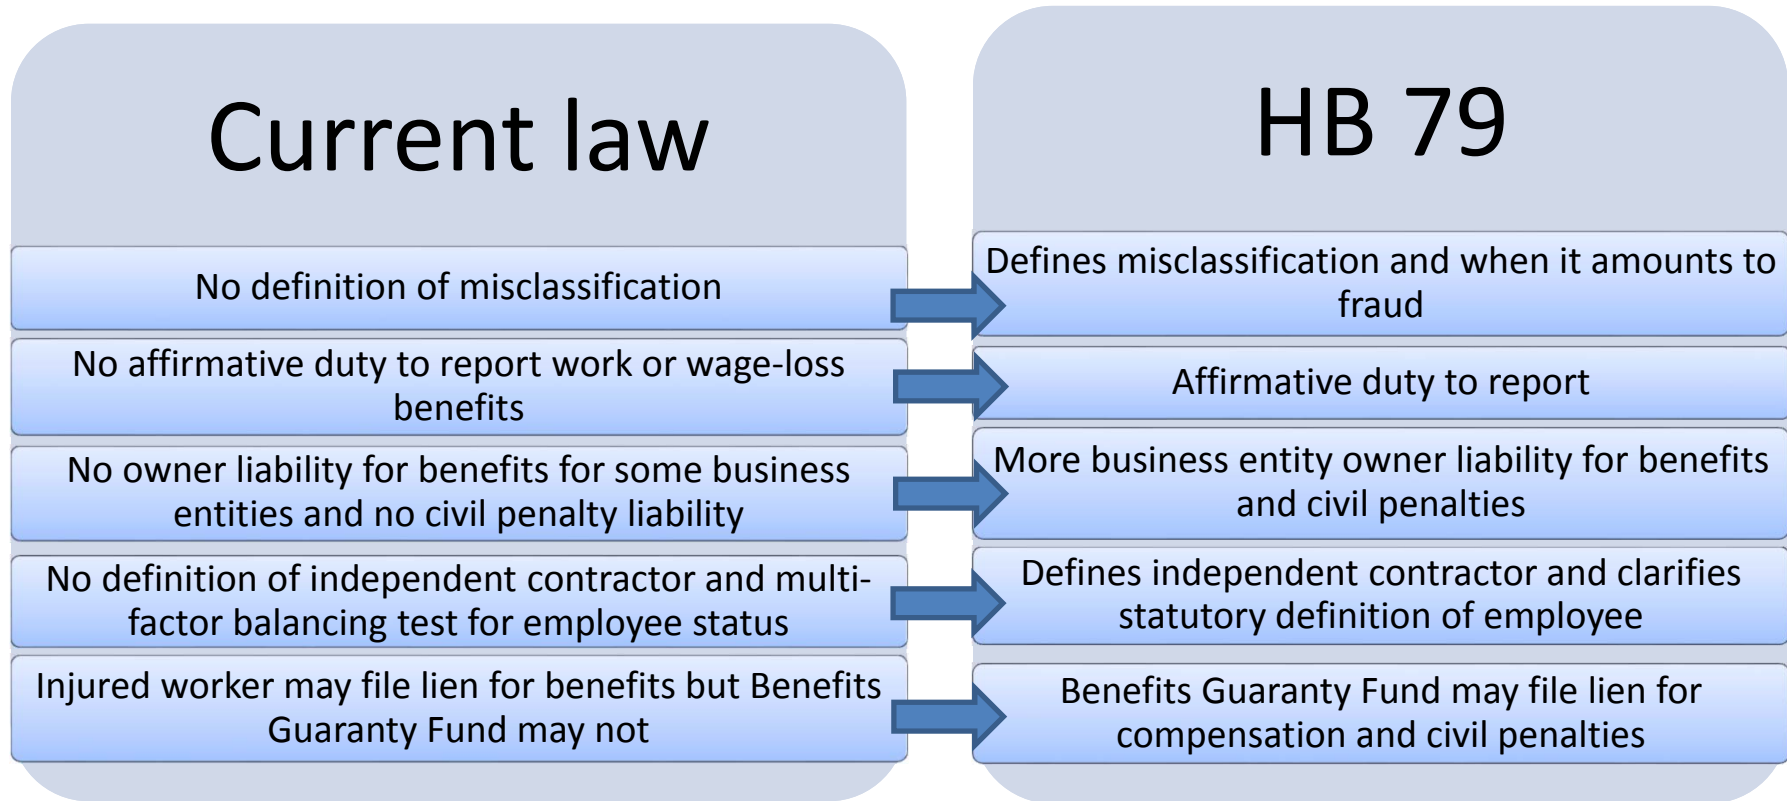 Current law
No definition of misclassification
No affirmative duty to report work or wage-loss
benefits
No owner liability for benefits for some business
entities and no civil penalty liability
No definition of independent contractor and multi-
factor balancing test for employee status
Injured worker may file lien for benefits but Benefits
Guaranty Fund may not
HB 79
Defines misclassification and when it amounts to
fraud
Affirmative duty to report
More business entity owner liability for benefits
and civil penalties
Defines independent contractor and clarifies
statutory definition of employee
Benefits Guaranty Fund may file lien for
compensation and civil penalties